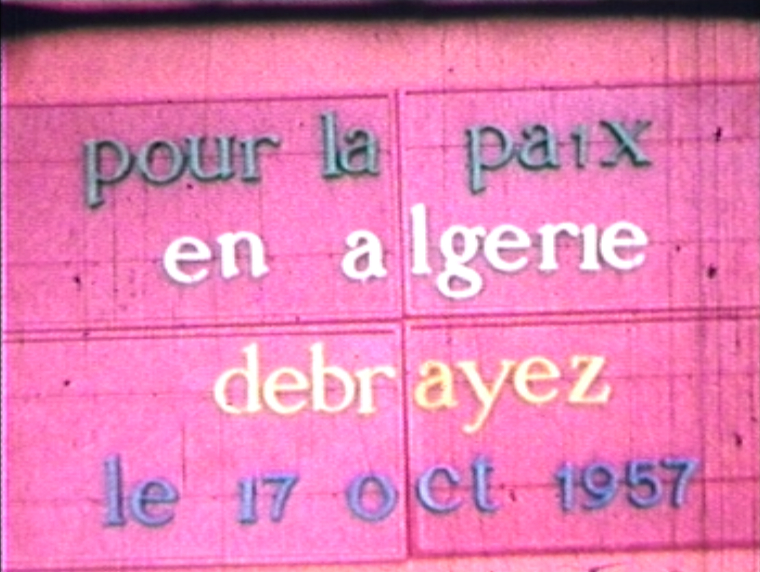 pour la paix
en algerie
debrayez
le 17 oct 1957